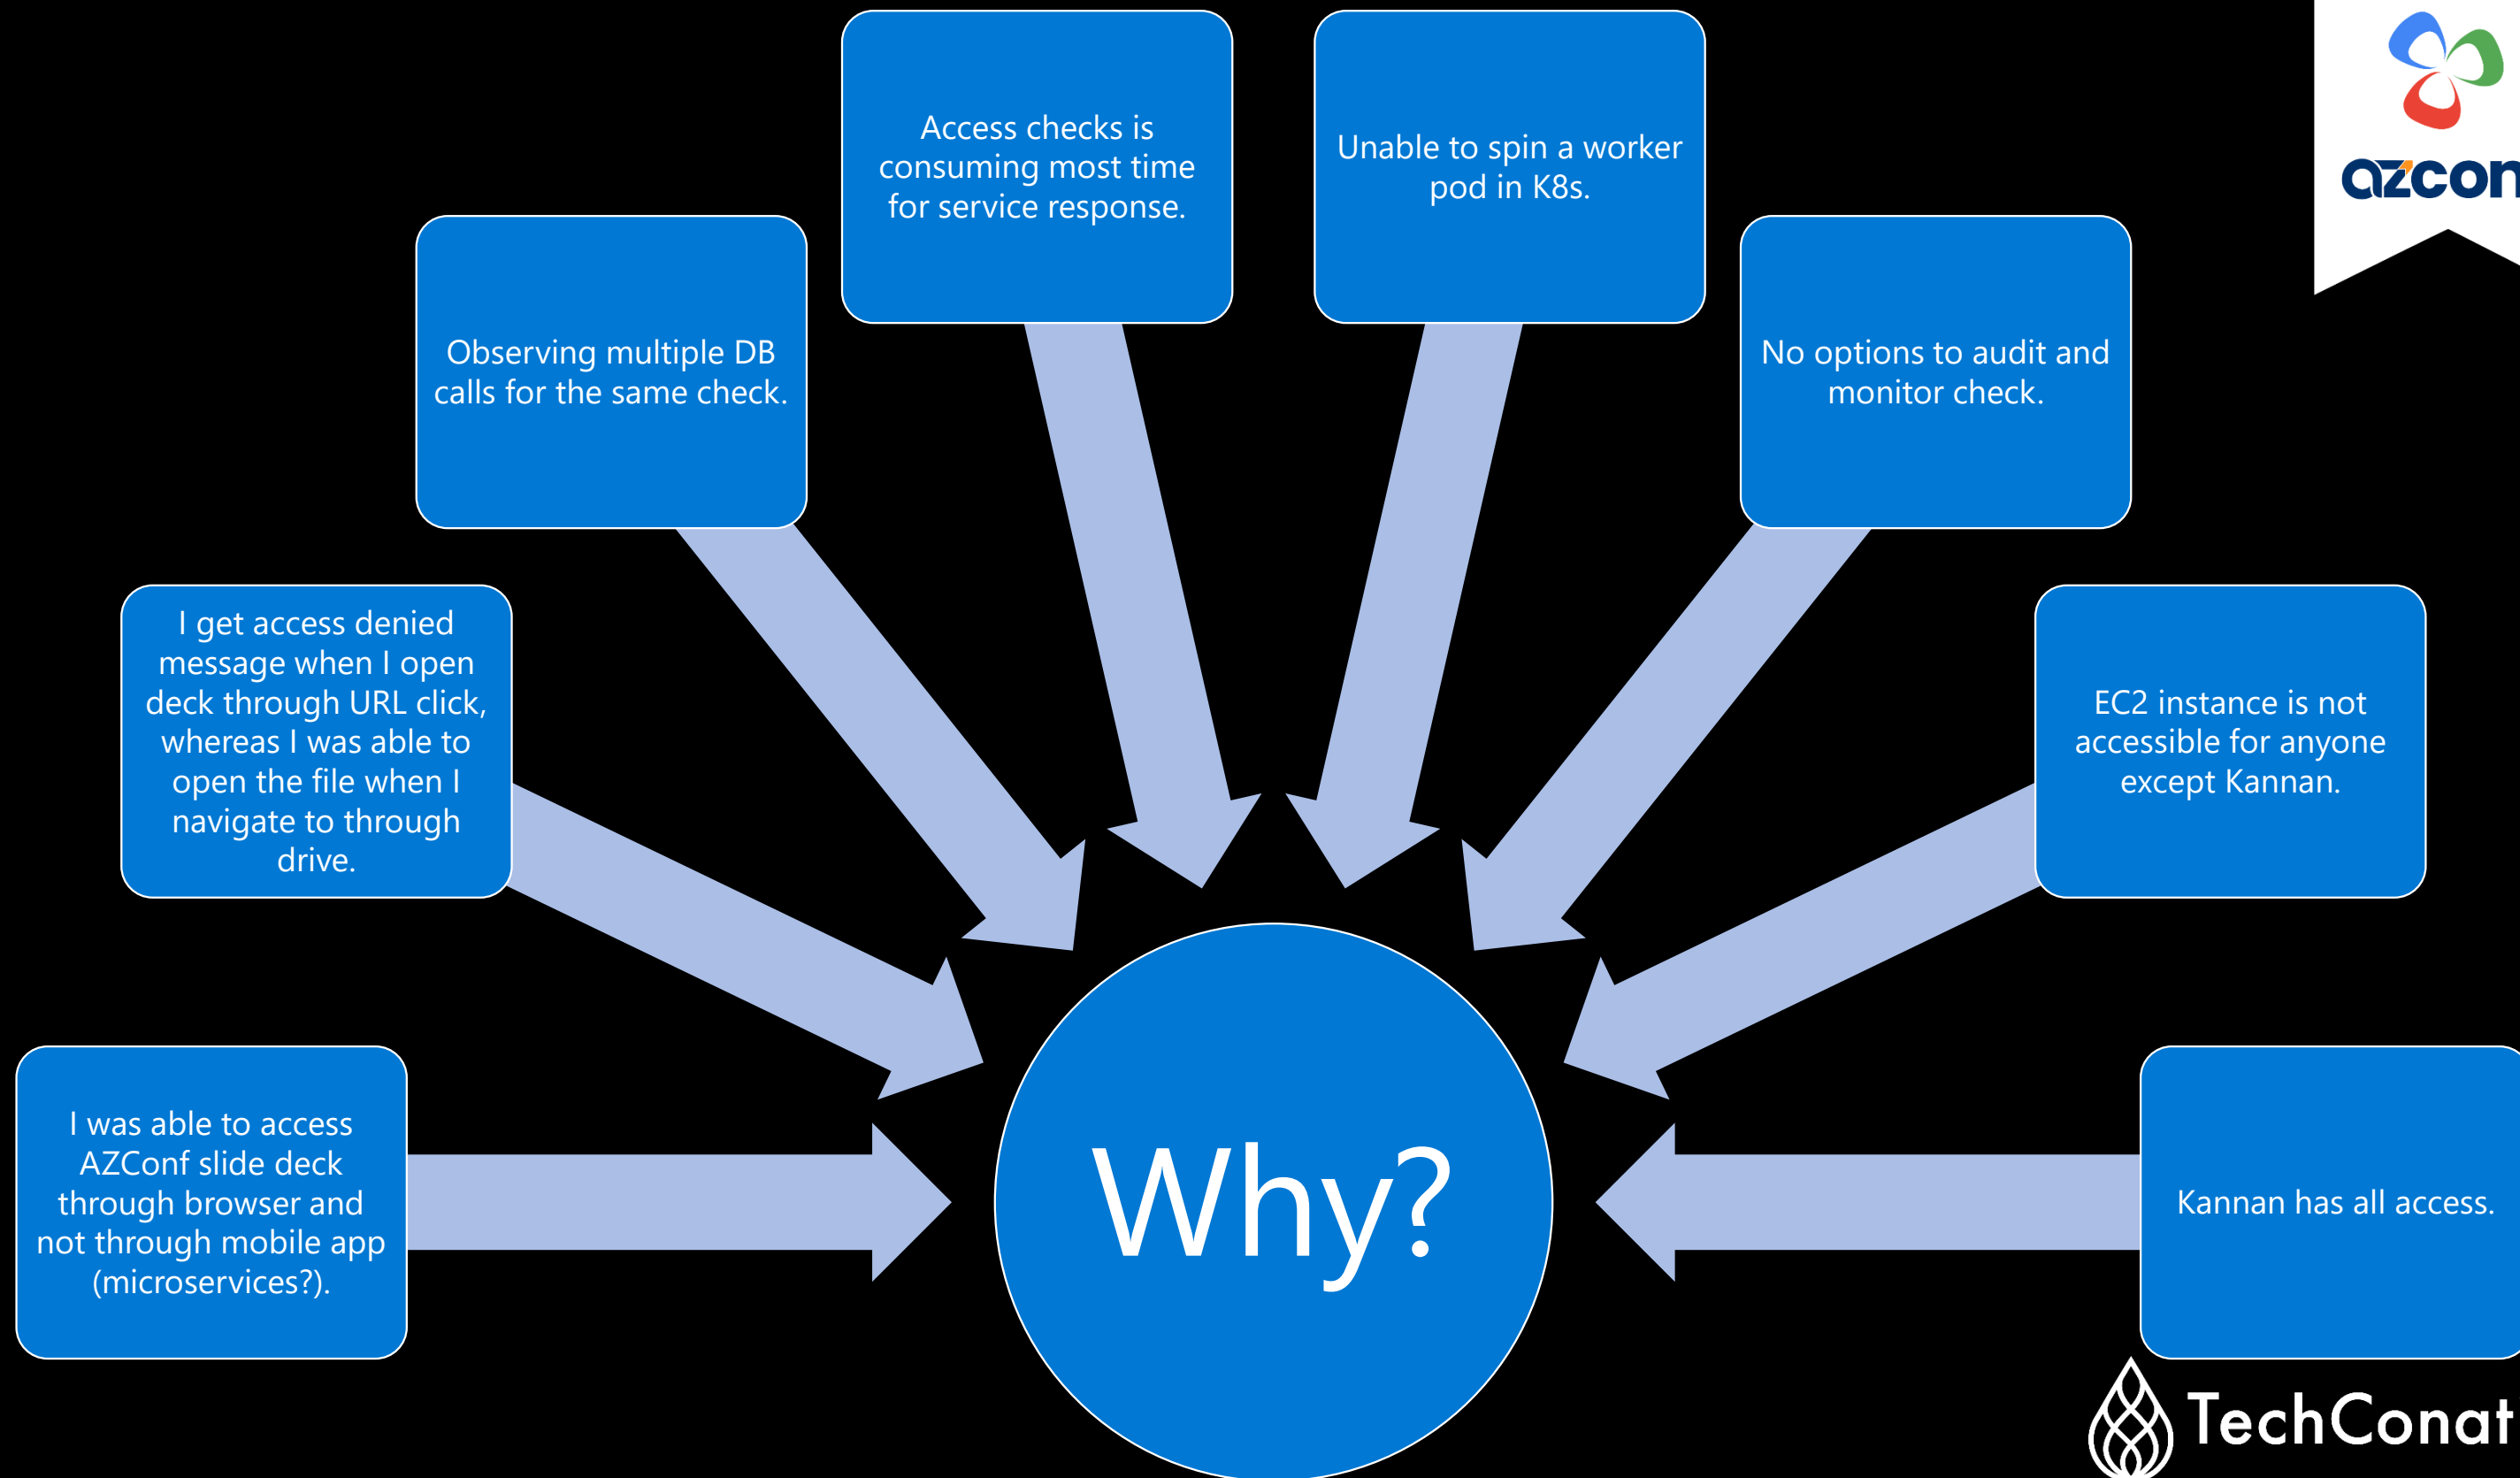 Access checks is
consuming most time
for service response.
Unable to spin a worker
pod in K8s.
azcon
Observing multiple DB
calls for the same check.
No options to audit and
monitor check.
I get access denied
message when I open
deck through URL click,
whereas I was able to
open the file when I
navigate to through
drive.
EC2 instance is not
accessible for anyone
except Kannan.
I was able to access
AZConf slide deck
through browser and
not through mobile app
(microservices?).
Why?
Kannan has all access.
TechConat